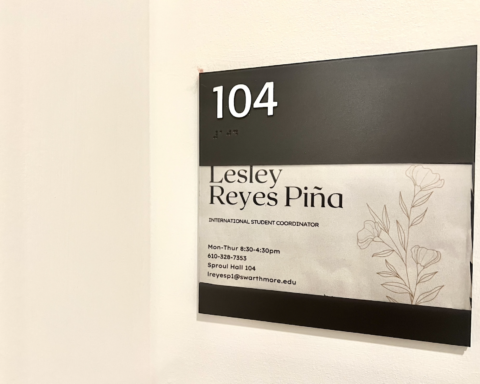 104
Lesley
Reyes Piña
INTERNATIONAL STUDENT COORDINATOR
Mon-Thur 8:30-4:30pm
610-328-7353
Sproul Hall 104
lreyesp1@swarthmore.edu